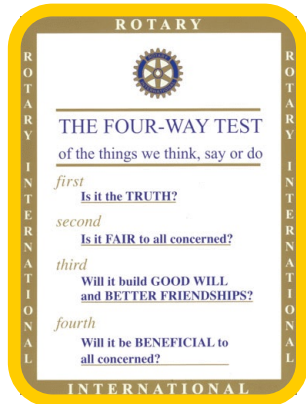 ROTARY
ROTARY INTERNATIONAL
THE FOUR-WAY TEST
of the things we think, say or do
first
Is it the TRUTH?
second
Is it FAIR to all concerned?
third
Will it build GOOD WILL
and BETTER FRIENDSHIPS?
fourth
Will it be BENEFICIAL to
all concerned?
ROTARY INTERNATIONAL
INTERNATIONAL